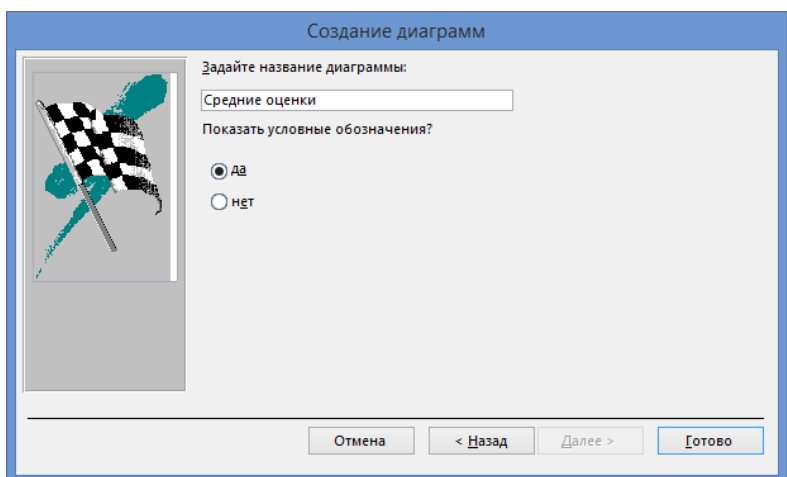 Создание диаграмм
Задайте название диаграммы:
Средние оценки
Показать условные обозначения?
да
нет
Отмена
< Назад
Далее >
Готово